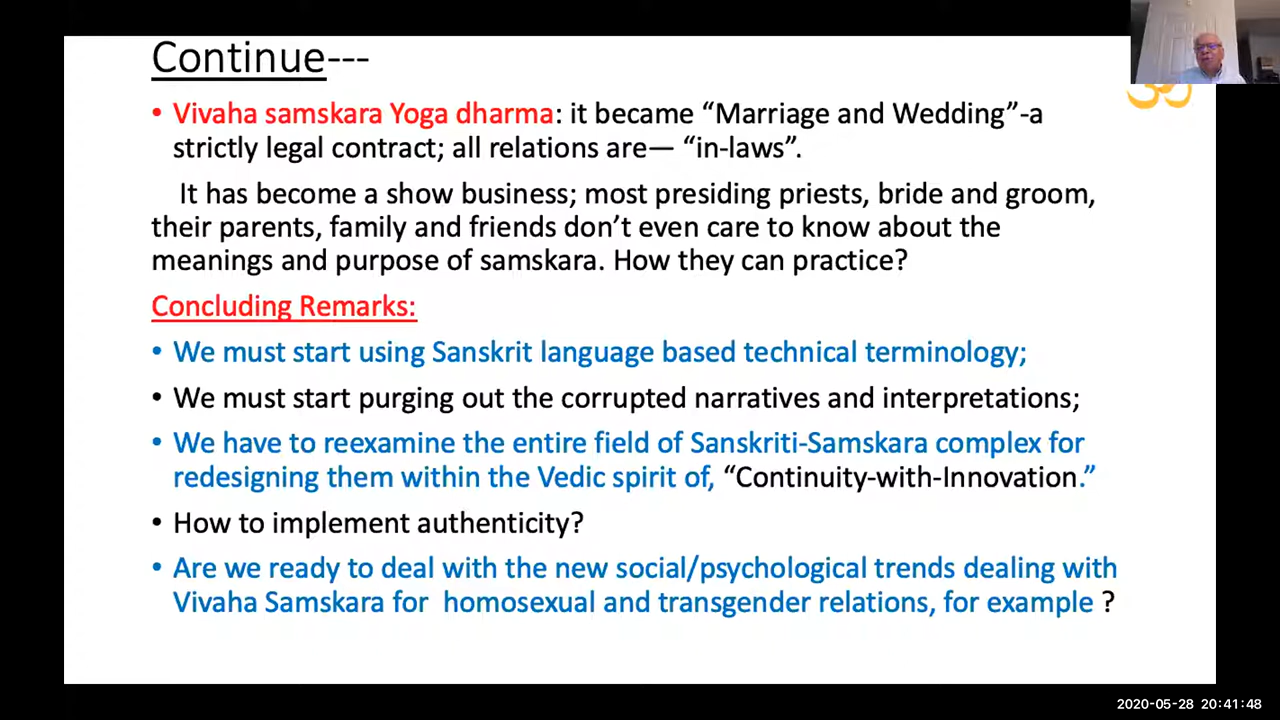 Continue---
• Vivaha samskara Yoga dharma: it became “Marriage and Wedding”-a
strictly legal contract; all relations are— “in-laws”.
It has become a show business; most presiding priests, bride and groom,
their parents, family and friends don’t even care to know about the
meanings and purpose of samskara. How they can practice?
Concluding Remarks:
• We must start using Sanskrit language based technical terminology;
• We must start purging out the corrupted narratives and interpretations;
• We have to reexamine the entire field of Sanskriti-Samskara complex for
redesigning them within the Vedic spirit of, “Continuity-with-Innovation.”
• How to implement authenticity?
• Are we ready to deal with the new social/psychological trends dealing with
Vivaha Samskara for  homosexual and transgender relations, for example ?
ॐ
2020-05-28 20:41:48